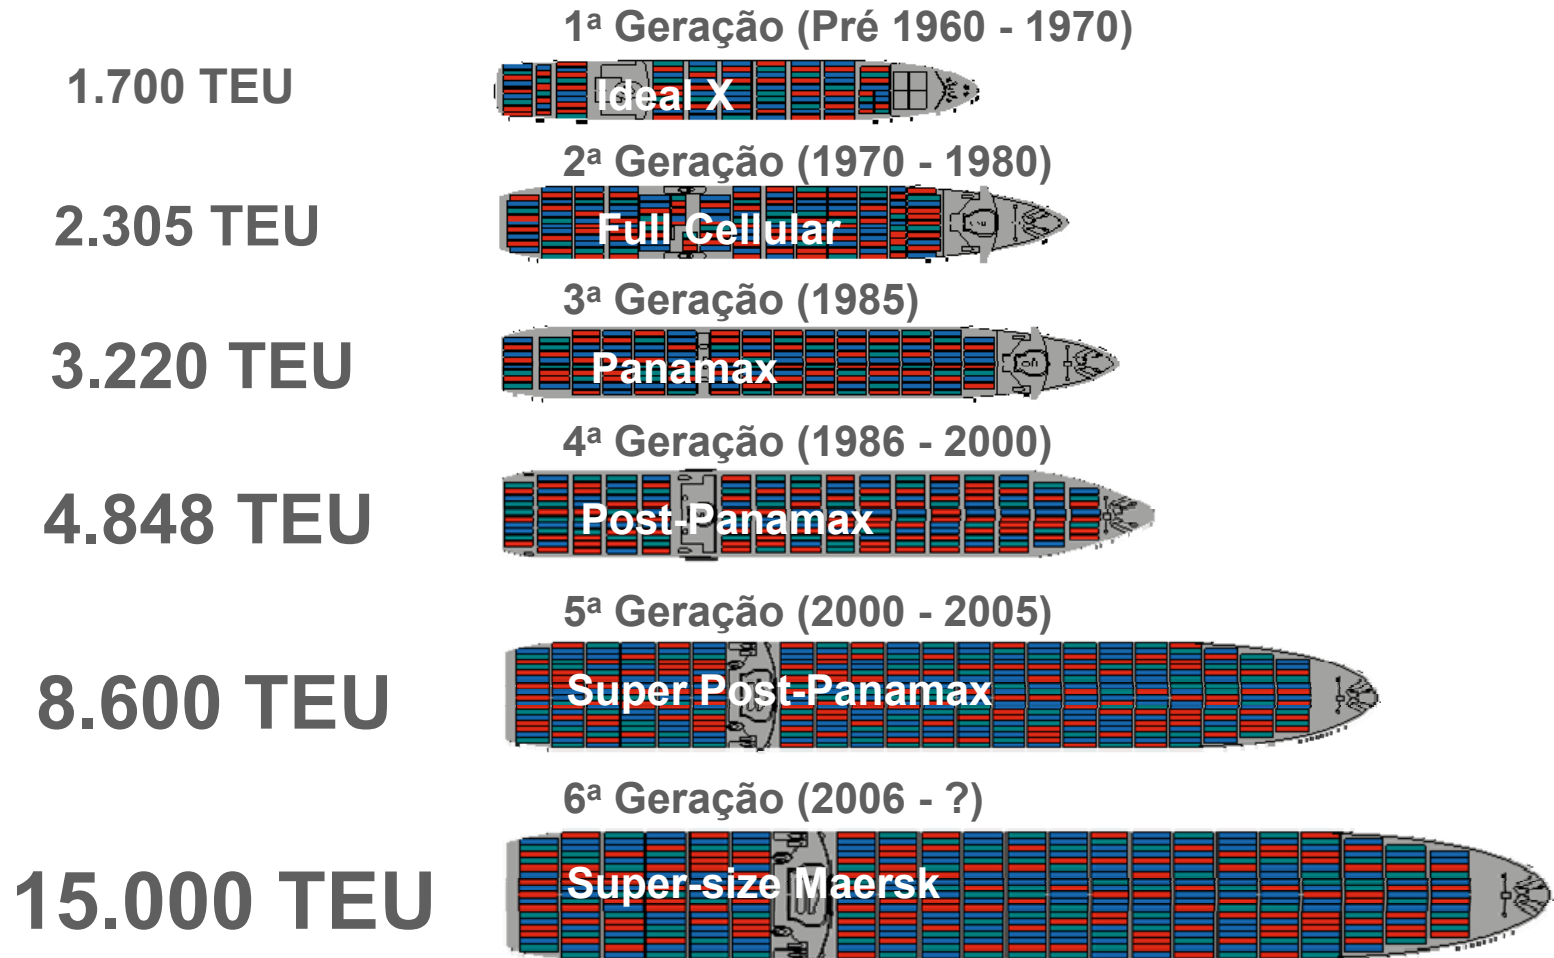 1ª Geração (Pré 1960 - 1970)
1.700 TEU
Ideal X
2ª Geração (1970 - 1980)
2.305 TEU
Full Cellular
3ª Geração (1985)
3.220 TEU
Panamax
4ª Geração (1986 - 2000)
4.848 TEU
Post-Panamax
5ª Geração (2000 - 2005)
8.600 TEU
Super Post-Panamax
6ª Geração (2006 - ?)
15.000 TEU
Super-size Maersk